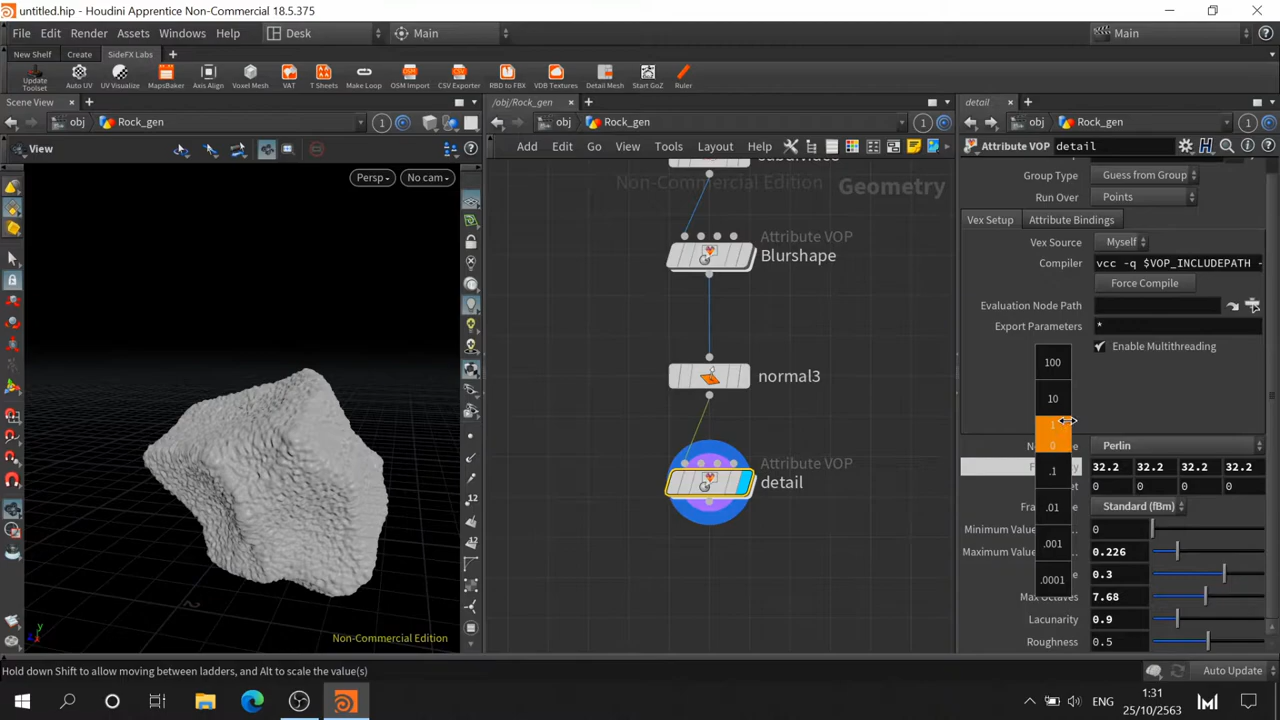 untitled.hip - Houdini Apprentice Non-Commercial 18.5.375
File Edit Render Assets Windows Help
Desk
Main
Main
New Shelf Create SideFX Labs
Update Toolset
Auto UV
UV Visualize
MapsBaker
Axis Align
Voxel Mesh
VAT
T Sheets
Make Loop
OSM Import
CSV Exporter
RBD to FBX
VDB Textures
Detail Mesh
Start GoZ
Ruler
Scene View
/obj/Rock_gen
detail
obj Rock_gen
obj Rock_gen
obj Rock_gen
View
Add Edit Go View Tools Layout Help
Attribute VOP detail
Persp
No cam
Non-Commercial Edition
Geometry
Attribute VOP
Blurshape
normal3
Attribute VOP
detail
Group Type Guess from Group
Run Over Points
Vex Setup Attribute Bindings
Vex Source Myself
Compiler vcc -q $VOP_INCLUDEPATH -
Force Compile
Evaluation Node Path
Export Parameters *
Enable Multithreading
100
10
1
0
.1
.01
.001
.0001
Perlin
32.2 32.2 32.2 32.2
0 0 0 0
Standard (fBm)
Minimum Value 0
Maximum Value 0.226
0.3
Max Octaves 7.68
Lacunarity 0.9
Roughness 0.5
Non-Commercial Edition
Hold down Shift to allow moving between ladders, and Alt to scale the value(s)
Auto Update
ENG
1:31
25/10/2563